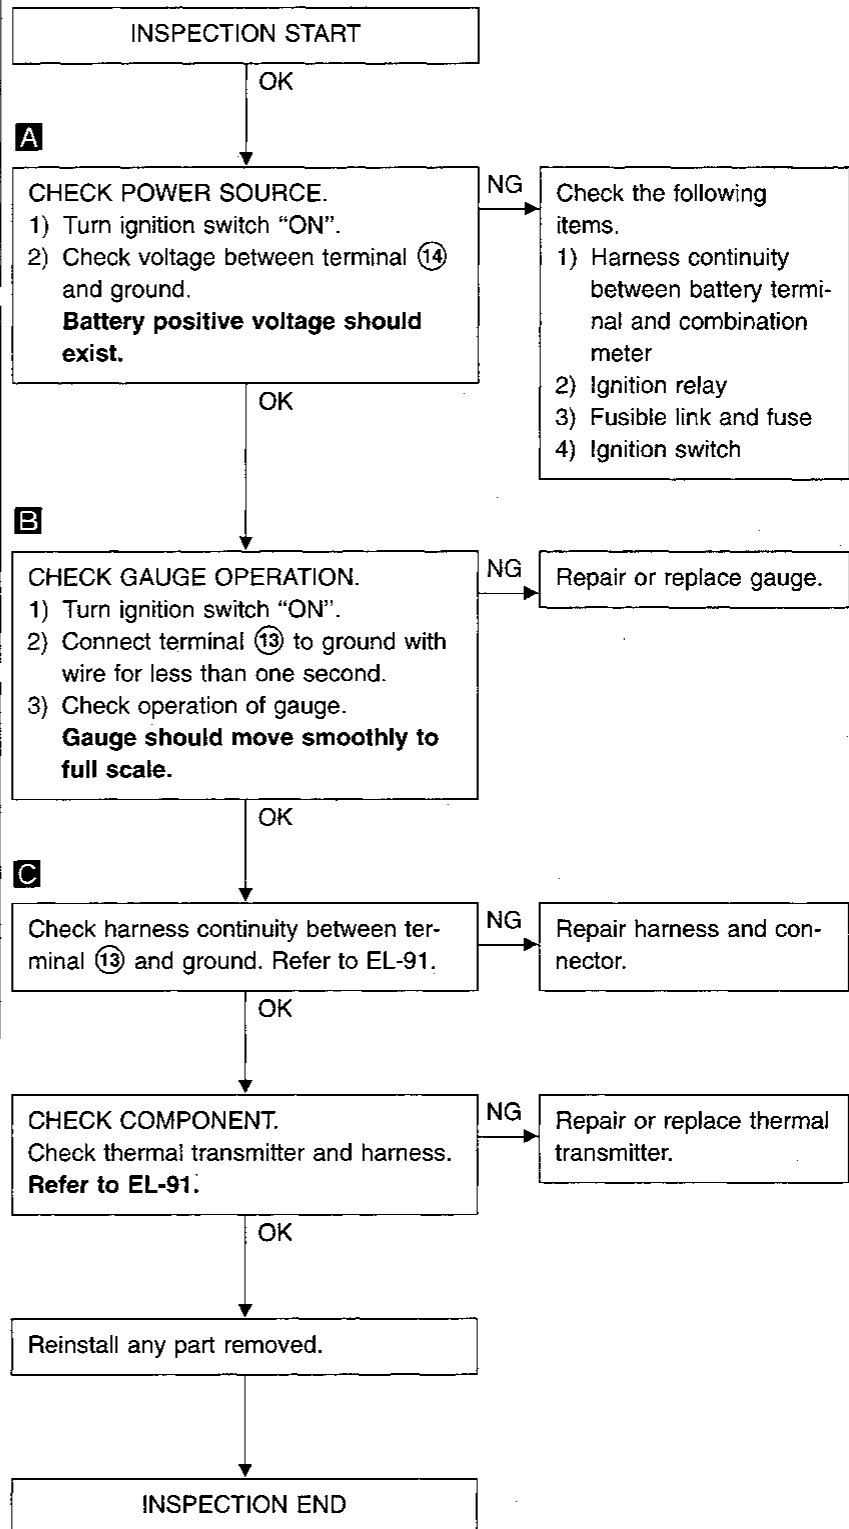 INSPECTION START
OK
A
CHECK POWER SOURCE.
1) Turn ignition switch “ON”.
2) Check voltage between terminal ⑭
and ground.
Battery positive voltage should
exist.
NG
Check the following
items.
1) Harness continuity
between battery termi-
nal and combination
meter
2) Ignition relay
3) Fusible link and fuse
4) Ignition switch
OK
B
CHECK GAUGE OPERATION.
1) Turn ignition switch “ON”.
2) Connect terminal ⑬ to ground with
wire for less than one second.
3) Check operation of gauge.
Gauge should move smoothly to
full scale.
NG
Repair or replace gauge.
OK
C
Check harness continuity between ter-
minal ⑬ and ground. Refer to EL-91.
NG
Repair harness and con-
nector.
OK
CHECK COMPONENT.
Check thermal transmitter and harness.
Refer to EL-91.
NG
Repair or replace thermal
transmitter.
OK
Reinstall any part removed.
INSPECTION END